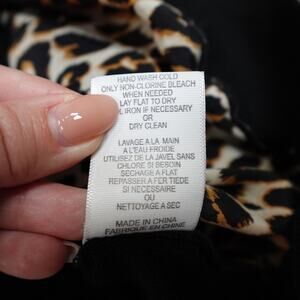 HAND WASH COLD
ONLY NON-CLORINE BLEACH
WHEN NEEDED
LAY FLAT TO DRY
IRON IF NECESSARY
OR
DRY CLEAN
LAVAGE A LA MAIN
A L'EAU FROIDE
UTILISEZ DE LA JAVEL SANS
CHLORE SI BESOIN
SECHAGE A FLAT
REPASSER A FER TIEDE
SI NECESSAIRE
OU
NETTOYAGE A SEC
MADE IN CHINA
FABRIQUE EN CHINE